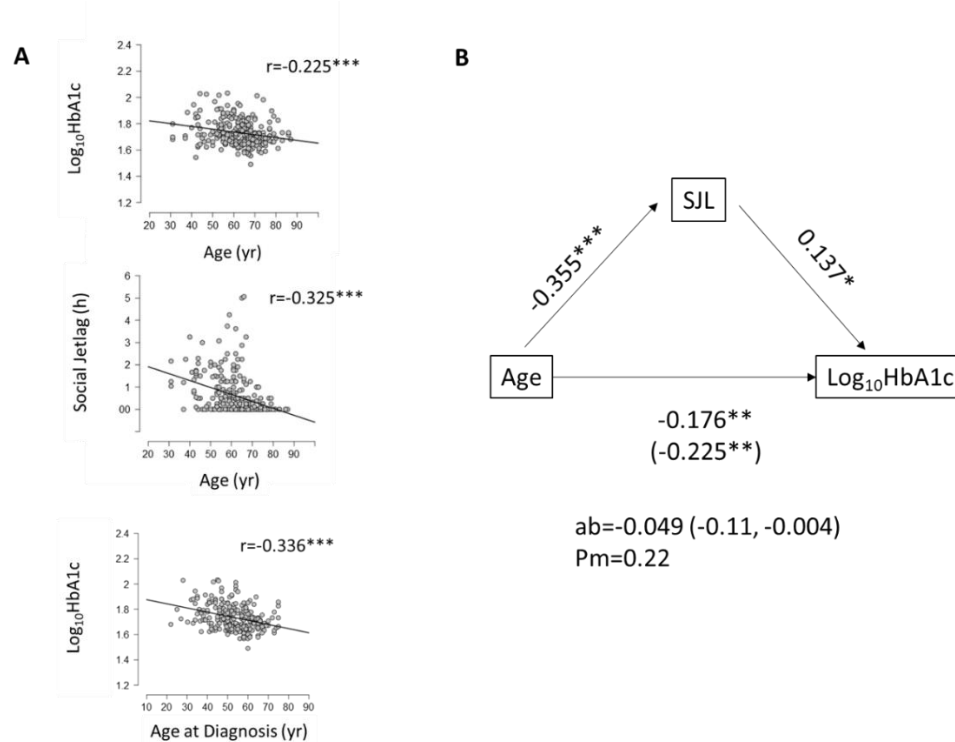 A
Log₁₀HbA1c
2.4
2.2
2
1.8
1.6
1.4
1.2
r=-0.225***
20 30 40 50 60 70 80 90
Age (yr)
Social Jetlag (h)
6
5
4
3
2
1
00
r=-0.325***
20 30 40 50 60 70 80 90
Age (yr)
Log₁₀HbA1c
2.4
2.2
2
1.8
1.6
1.4
1.2
r=-0.336***
10 20 30 40 50 60 70 80 90
Age at Diagnosis (yr)
B
SJL
-0.355***
0.137*
Age
Log₁₀HbA1c
-0.176**
(-0.225**)
ab=-0.049 (-0.11, -0.004)
Pm=0.22